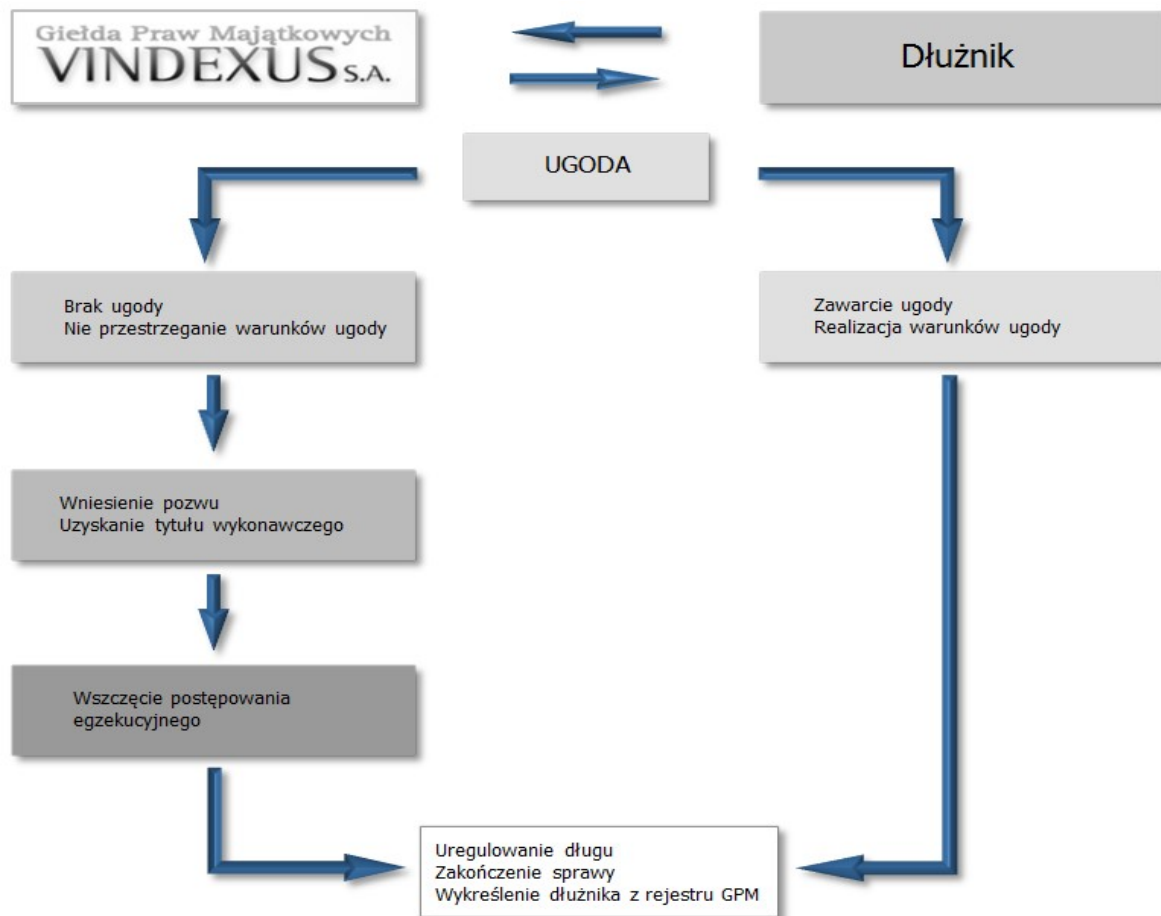 Giełda Praw Majątkowych
VINDEXUS S.A.
Dłużnik
UGODA
Brak ugody
Nie przestrzeganie warunków ugody
Zawarcie ugody
Realizacja warunków ugody
Wniesienie pozwu
Uzyskanie tytułu wykonawczego
Wszczęcie postępowania
egzekucyjnego
Uregulowanie długu
Zakończenie sprawy
Wykreślenie dłużnika z rejestru GPM